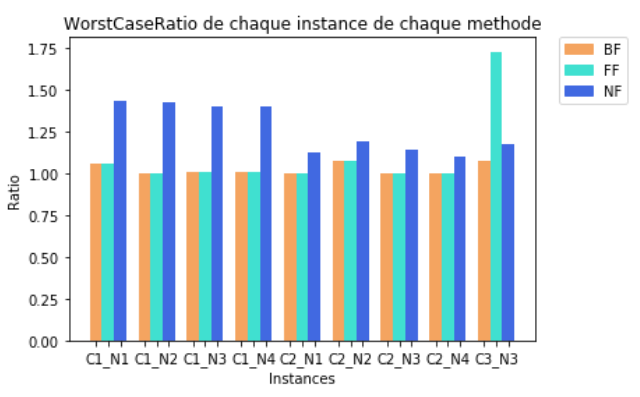 WorstCaseRatio de chaque instance de chaque methode
BF
FF
NF
Ratio
1.75
1.50
1.25
1.00
0.75
0.50
0.25
0.00
C1_N1 C1_N2 C1_N3 C1_N4 C2_N1 C2_N2 C2_N3 C2_N4 C3_N3
Instances